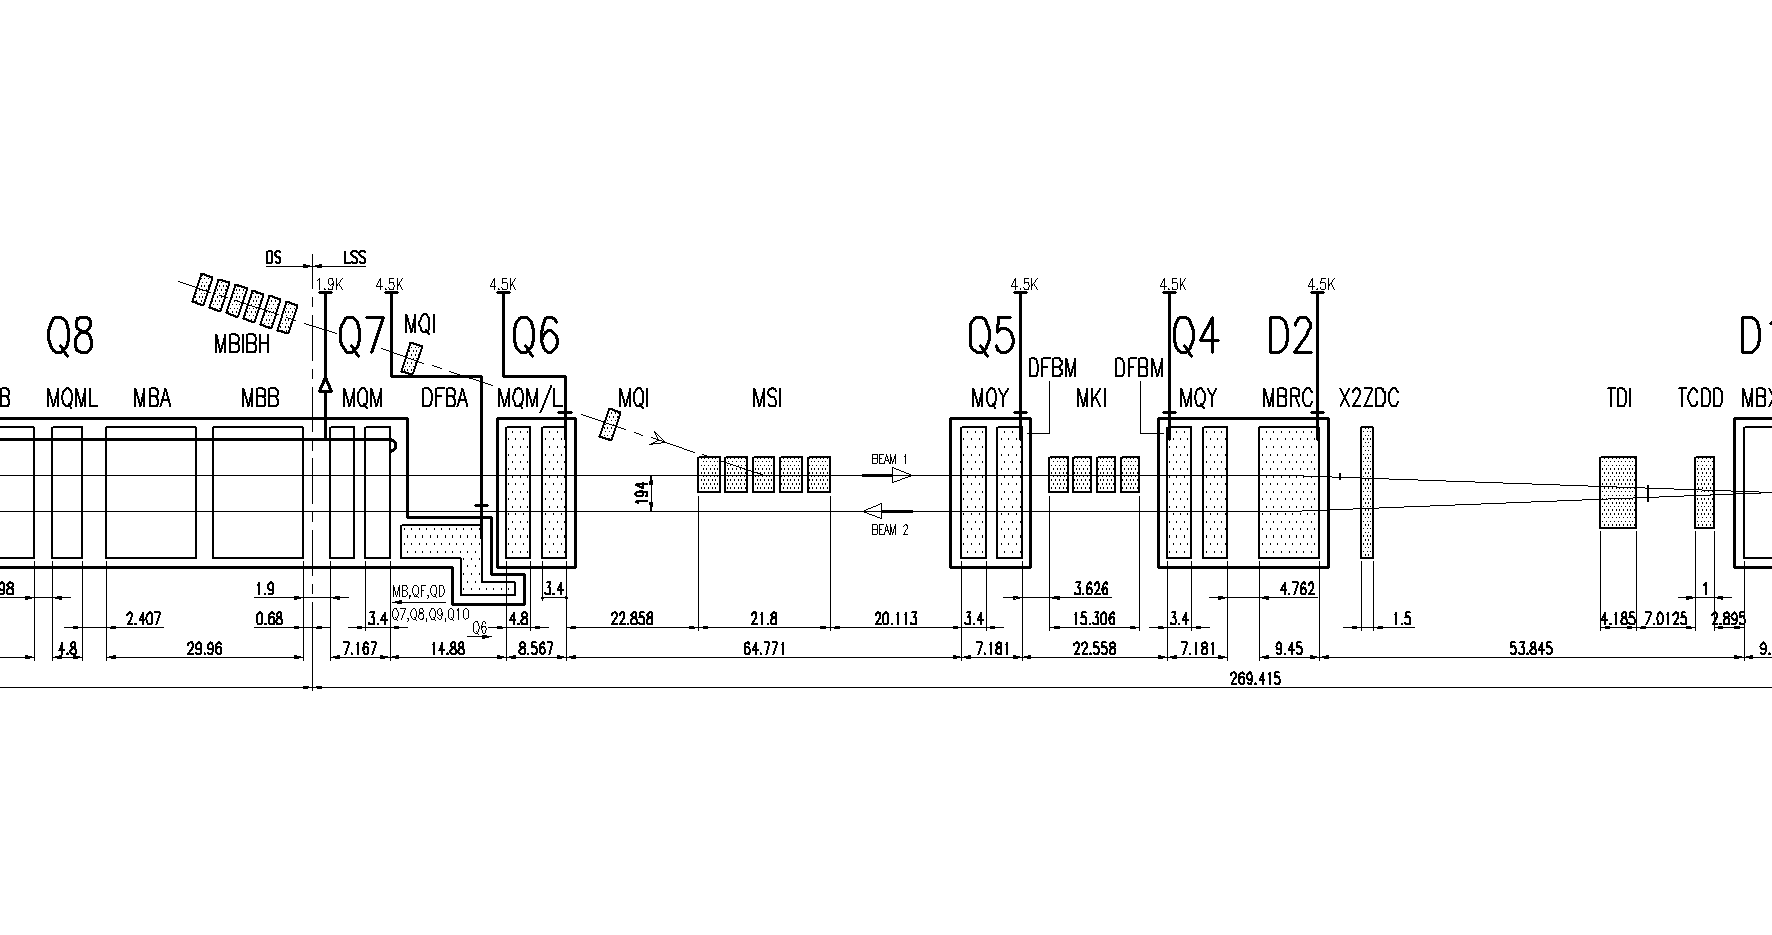 DS LSS
1.9K 4.5K 4.5K 4.5K 4.5K 4.5K
Q8 MBIBH Q7 MQI Q6 Q5 DFBM DFBM Q4 D2 D1
B MQML MBA MBB MQM DFBA MQM/L MQI MSI MQY MKI MQY MBRC X2ZDC TDI TCDD MBX
BEAM 1
194
BEAM 2
98 1.9 MB,QF,QD 3.4 3.626 4.762 1
2.407 0.68 3.4 Q7,Q8,Q9,Q10 4.8 22.858 21.8 20.113 3.4 15.306 3.4 1.5 4.185 7.0125 2.895
Q6
4.8 29.96 7.167 14.88 8.567 64.771 7.181 22.558 7.181 9.45 53.845 9.
269.415